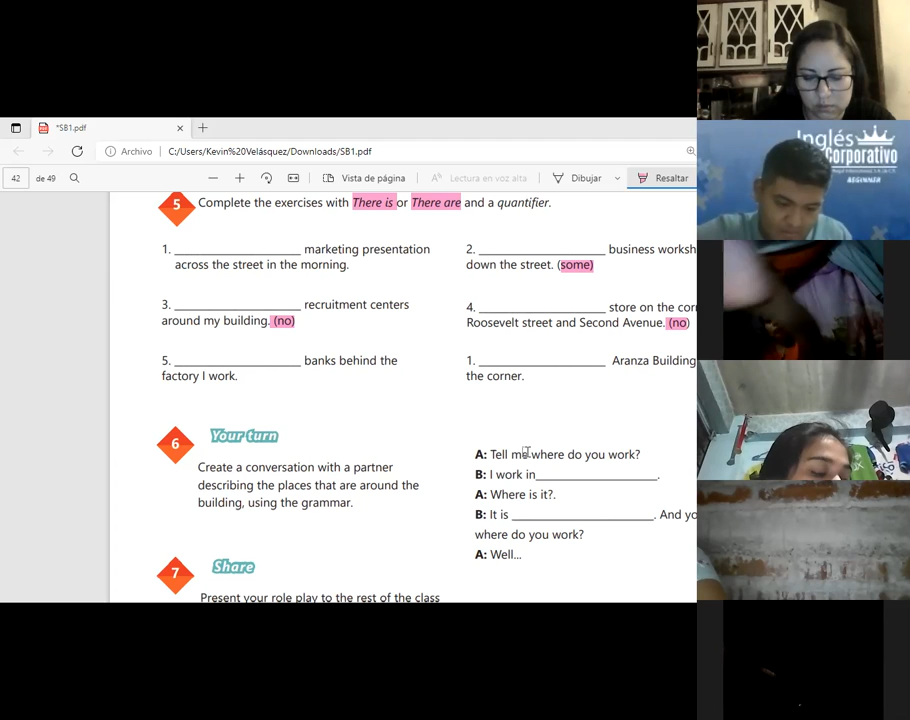 *SB1.pdf
Archivo C:/Users/Kevin%20Velásquez/Downloads/SB1.pdf
42 de 49 Vista de página Lectura en voz alta Dibujar Resaltar
5 Complete the exercises with There is or There are and a quantifier.
1. ____________________ marketing presentation
across the street in the morning.
2. ____________________ business worksh
down the street. (some)
3. ____________________ recruitment centers
around my building. (no)
4. ____________________ store on the corn
Roosevelt street and Second Avenue. (no)
5. ____________________ banks behind the
factory I work.
1. ____________________ Aranza Building
the corner.
6 Your turn
Create a conversation with a partner
describing the places that are around the
building, using the grammar.
A: Tell me where do you work?
B: I work in____________________.
A: Where is it?.
B: It is ____________________. And yo
where do you work?
A: Well...
7 Share
Present your role play to the rest of the class
Inglés
Corporativo
BEGINNER